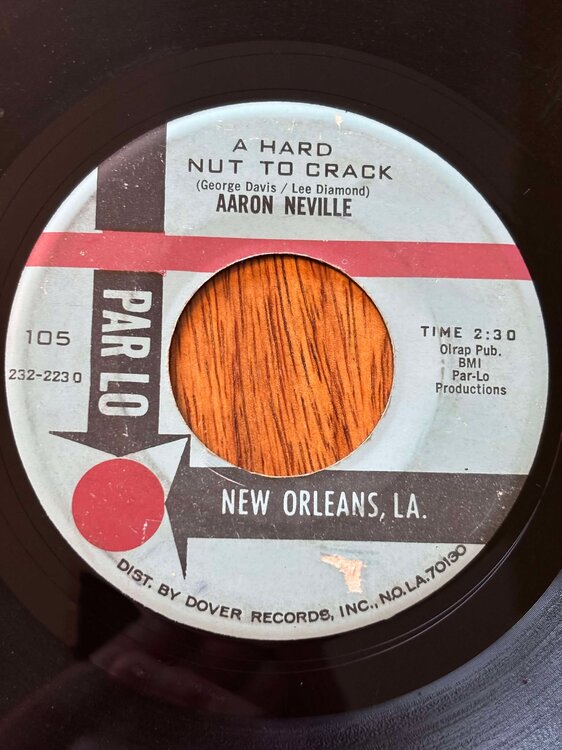 A HARD
NUT TO CRACK
(George Davis / Lee Diamond)
AARON NEVILLE
PAR LO
105
232-2230
TIME 2:30
Olrap Pub.
BMI
Par-Lo
Productions
NEW ORLEANS, LA.
DIST. BY DOVER RECORDS, INC., N.O. LA. 70130